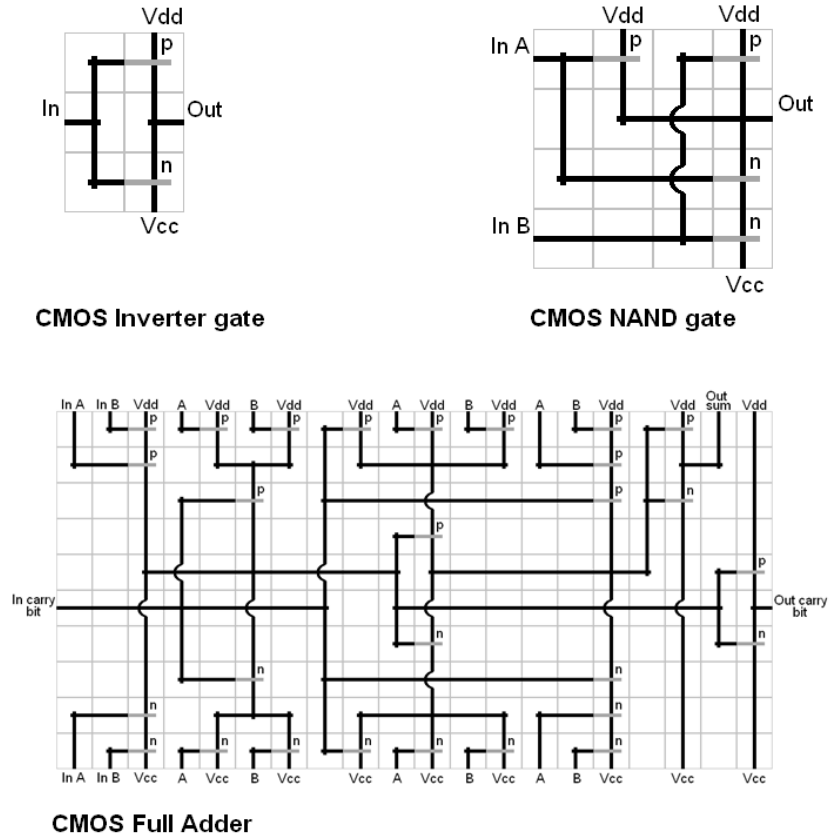 Vdd
p
In
Out
n
Vcc
CMOS Inverter gate
Vdd Vdd
In A
p p
Out
n
In B
n
Vcc
CMOS NAND gate
In A In B Vdd A Vdd B Vdd Vdd A Vdd B Vdd A B Vdd Vdd Out sum Vdd
p p p p p p p p
p p
p p n
p
p
In carry bit
Out carry bit
n n
n n
n n
n n n n n n n
In A In B Vcc A Vcc B Vcc Vcc A Vcc B Vcc A B Vcc Vcc Vcc
CMOS Full Adder